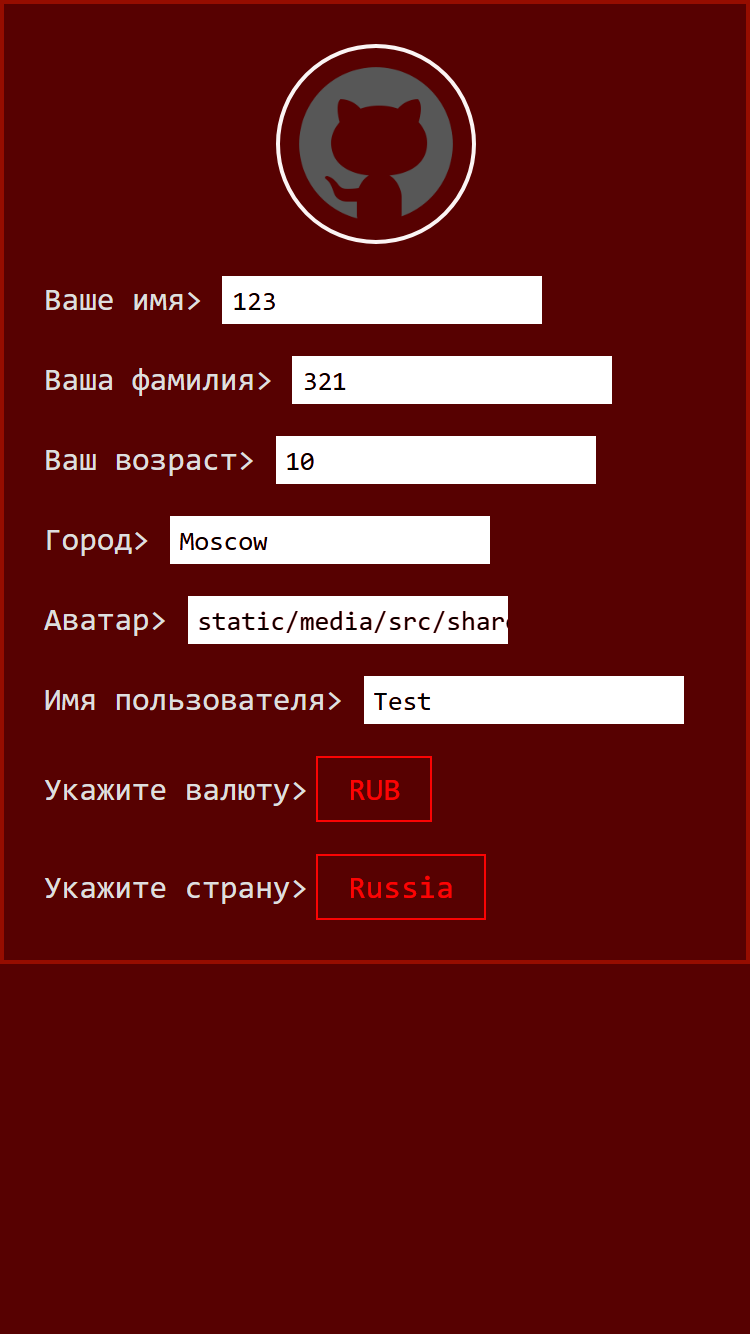 Ваше имя> 123
Ваша фамилия> 321
Ваш возраст> 10
Город> Moscow
Аватар> static/media/src/shar
Имя пользователя> Test
Укажите валюту> RUB
Укажите страну> Russia